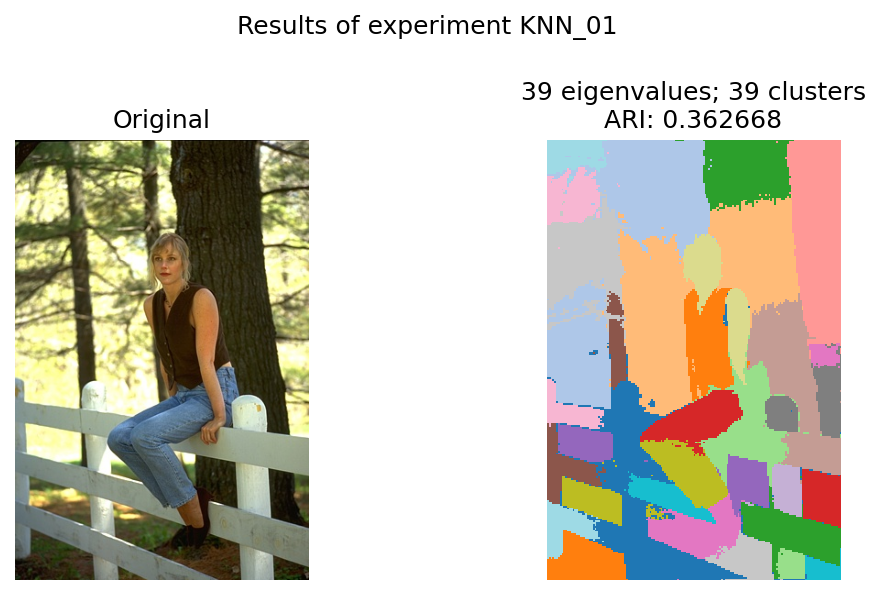 Results of experiment KNN_01
Original
39 eigenvalues; 39 clusters
ARI: 0.362668